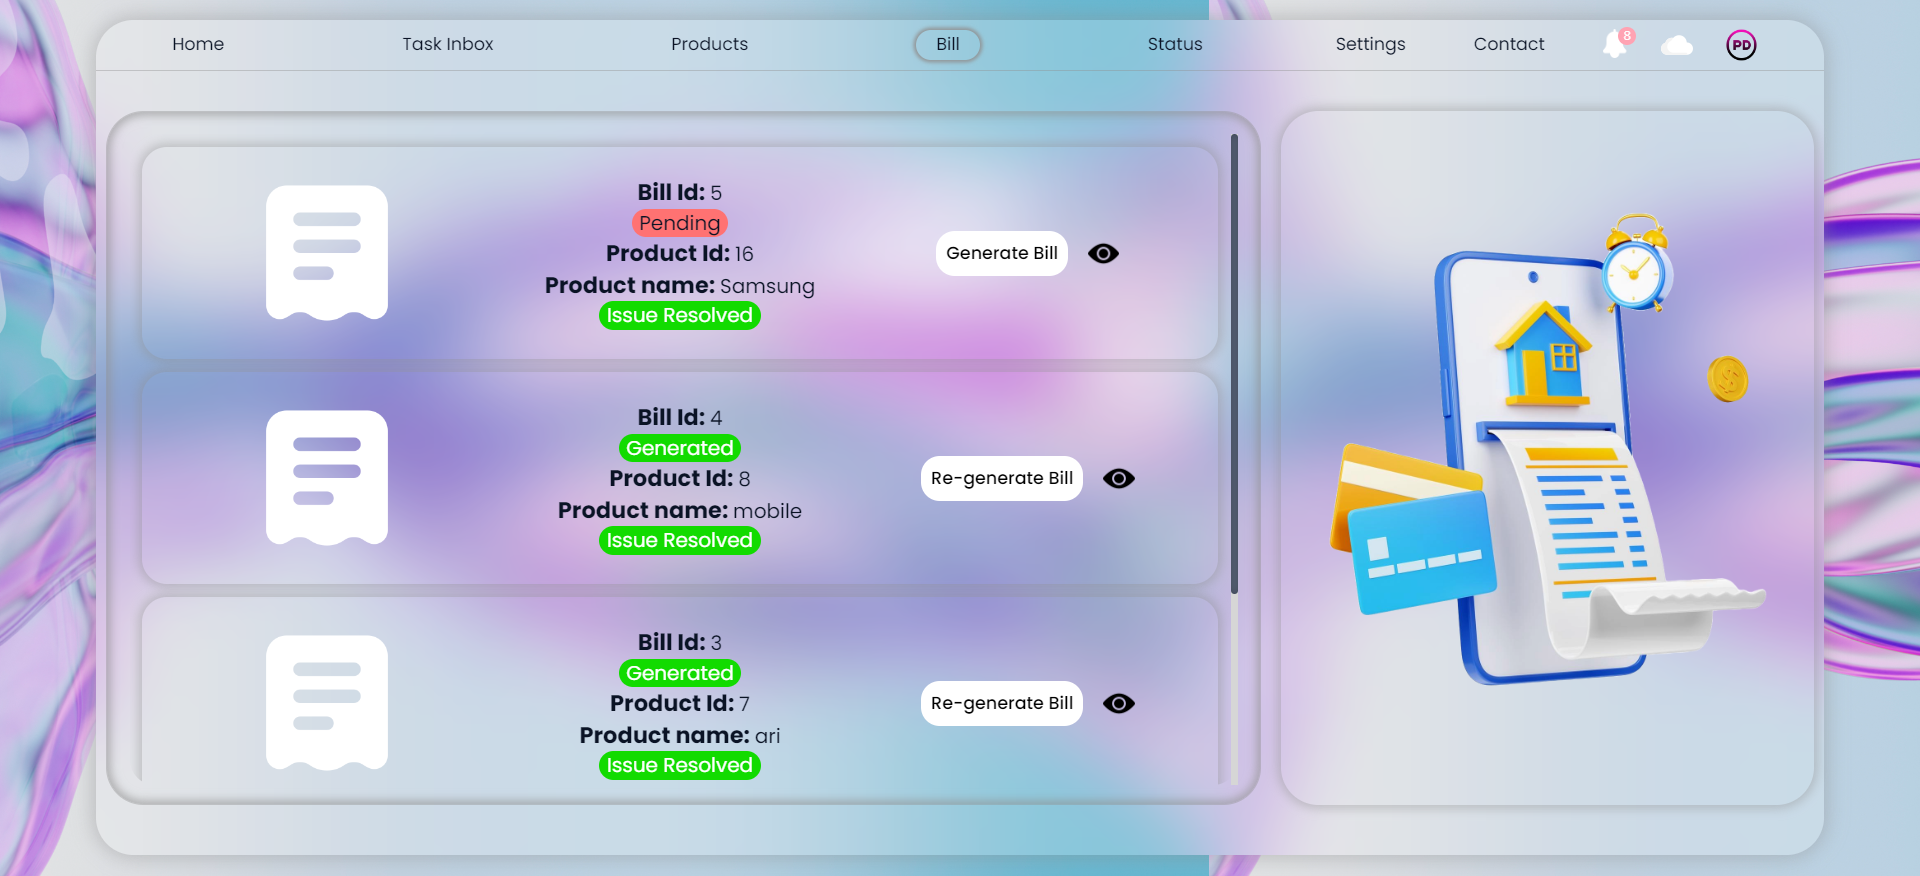 Home
Task Inbox
Products
Bill
Status
Settings
Contact
8
PD
Bill Id: 5
Pending
Product Id: 16
Product name: Samsung
Issue Resolved
Generate Bill
Bill Id: 4
Generated
Product Id: 8
Product name: mobile
Issue Resolved
Re-generate Bill
Bill Id: 3
Generated
Product Id: 7
Product name: ari
Issue Resolved
Re-generate Bill